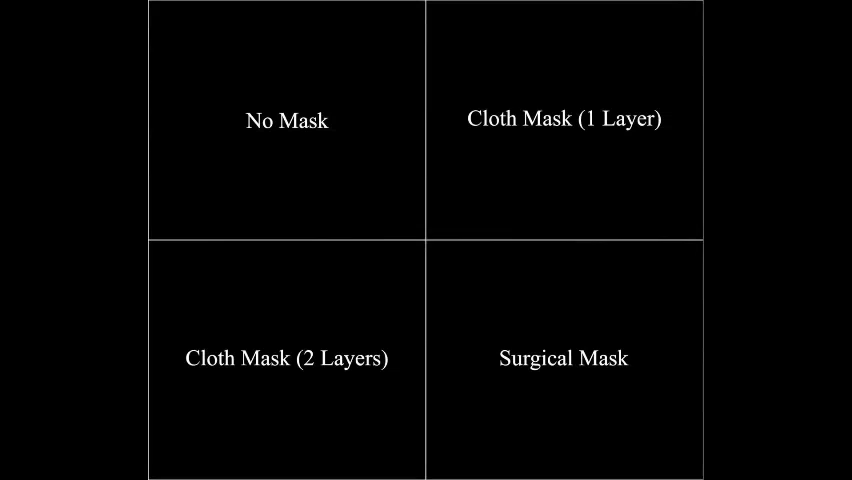 No Mask
Cloth Mask (1 Layer)
Cloth Mask (2 Layers)
Surgical Mask